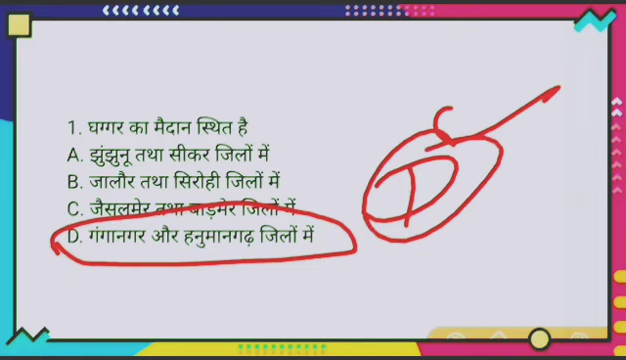 1. घग्गर का मैदान स्थित है
A. झुंझुनू तथा सीकर जिलों में
B. जालौर तथा सिरोही जिलों में
C. जैसलमेर तथा बाड़मेर जिलों में
D. गंगानगर और हनुमानगढ़ जिलों में